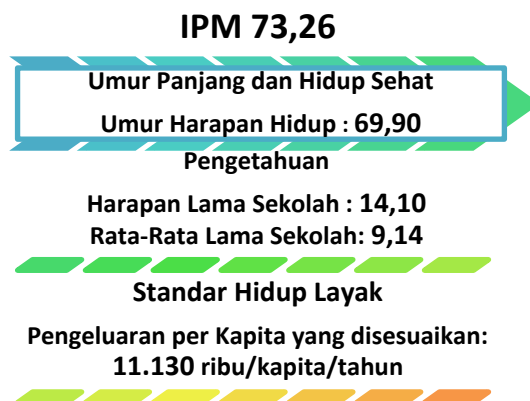 IPM 73,26
Umur Panjang dan Hidup Sehat
Umur Harapan Hidup : 69,90
Pengetahuan
Harapan Lama Sekolah : 14,10
Rata-Rata Lama Sekolah: 9,14
Standar Hidup Layak
Pengeluaran per Kapita yang disesuaikan:
11.130 ribu/kapita/tahun